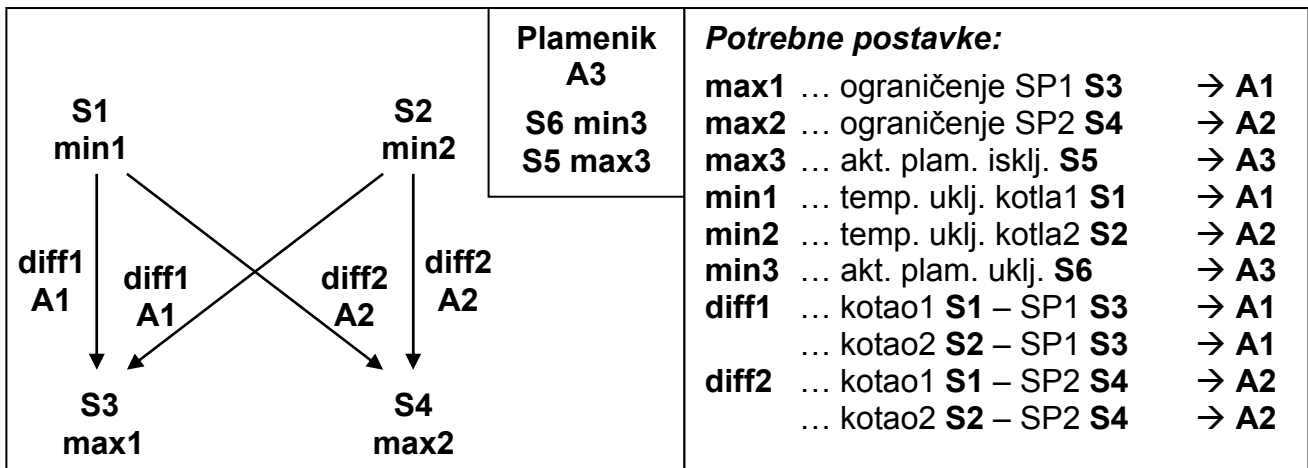 S1
min1
S2
min2
diff1
A1
diff1
A1
diff2
A2
diff2
A2
S3
max1
S4
max2
Plamenik
A3
S6 min3
S5 max3
Potrebne postavke:
max1 … ograničenje SP1 S3 → A1
max2 … ograničenje SP2 S4 → A2
max3 … akt. plam. isklj. S5 → A3
min1 … temp. uklj. kotla1 S1 → A1
min2 … temp. uklj. kotla2 S2 → A2
min3 … akt. plam. uklj. S6 → A3
diff1 … kotao1 S1 – SP1 S3 → A1
… kotao2 S2 – SP1 S3 → A1
diff2 … kotao1 S1 – SP2 S4 → A2
… kotao2 S2 – SP2 S4 → A2